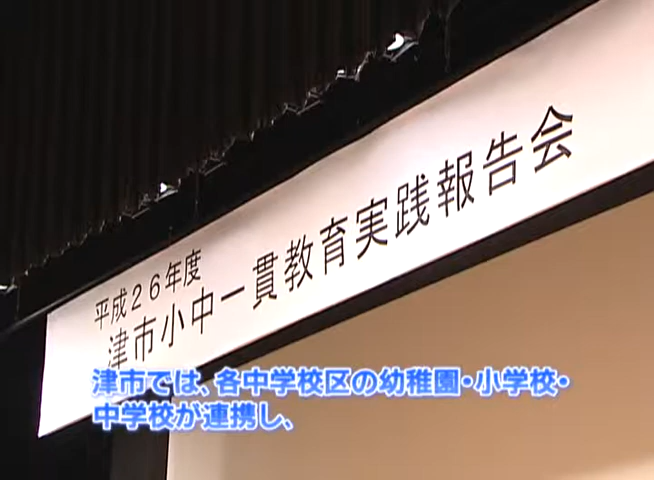 平成２６年度
津市小中一貫教育実践報告会
津市では、各中学校区の幼稚園・小学校・
中学校が連携し、